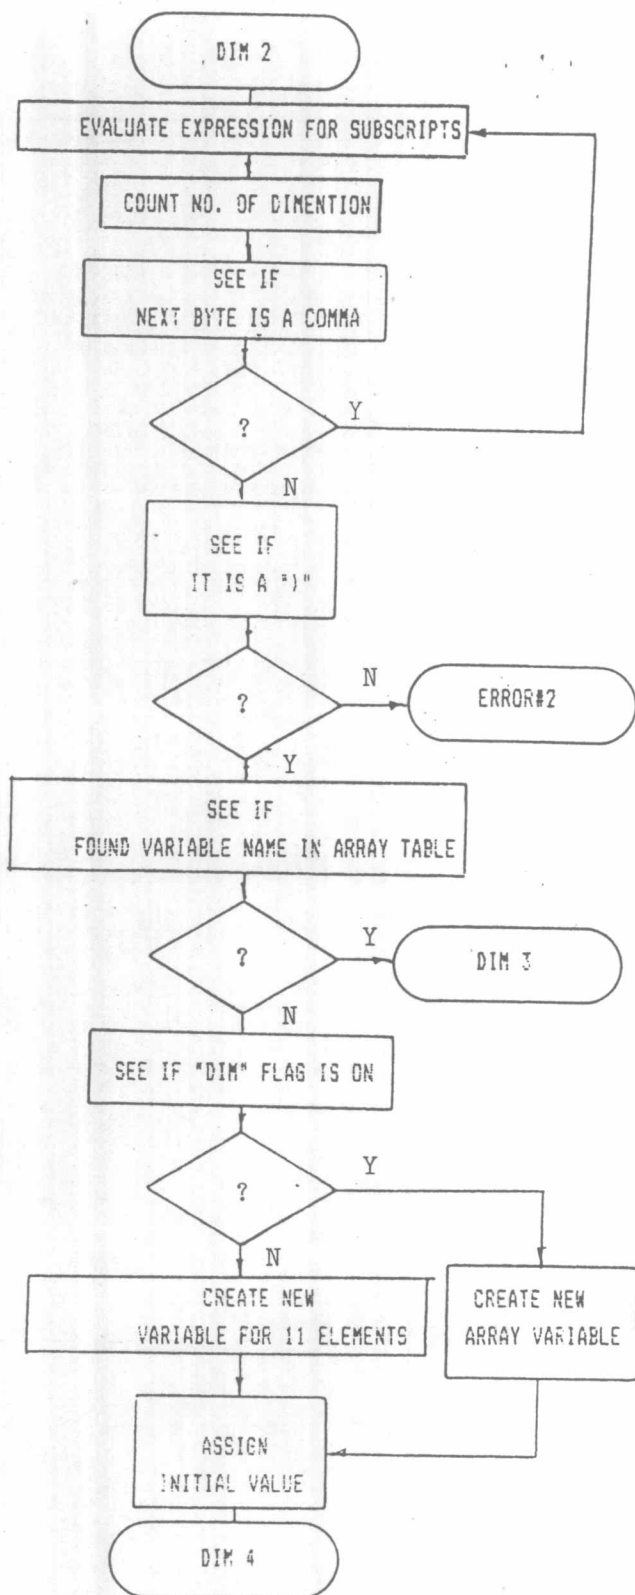 DIM 2
EVALUATE EXPRESSION FOR SUBSCRIPTS
COUNT NO. OF DIMENTION
SEE IF
NEXT BYTE IS A COMMA
?
Y
N
SEE IF
IT IS A ")"
?
N
ERROR#2
Y
SEE IF
FOUND VARIABLE NAME IN ARRAY TABLE
?
Y
DIM 3
N
SEE IF "DIM" FLAG IS ON
?
Y
N
CREATE NEW
VARIABLE FOR 11 ELEMENTS
CREATE NEW
ARRAY VARIABLE
ASSIGN
INITIAL VALUE
DIM 4